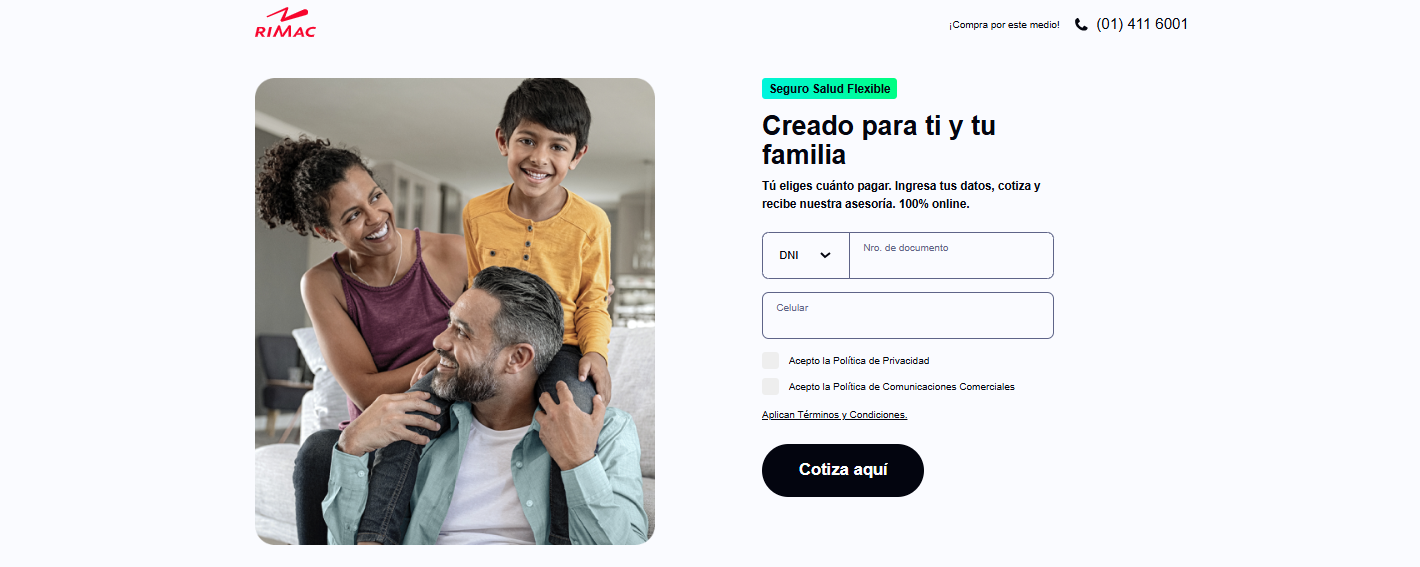 RIMAC
¡Compra por este medio!
(01) 411 6001
Seguro Salud Flexible
Creado para ti y tu
familia
Tú eliges cuánto pagar. Ingresa tus datos, cotiza y
recibe nuestra asesoría. 100% online.
DNI
Nro. de documento
Celular
Acepto la Política de Privacidad
Acepto la Política de Comunicaciones Comerciales
Aplican Términos y Condiciones.
Cotiza aquí